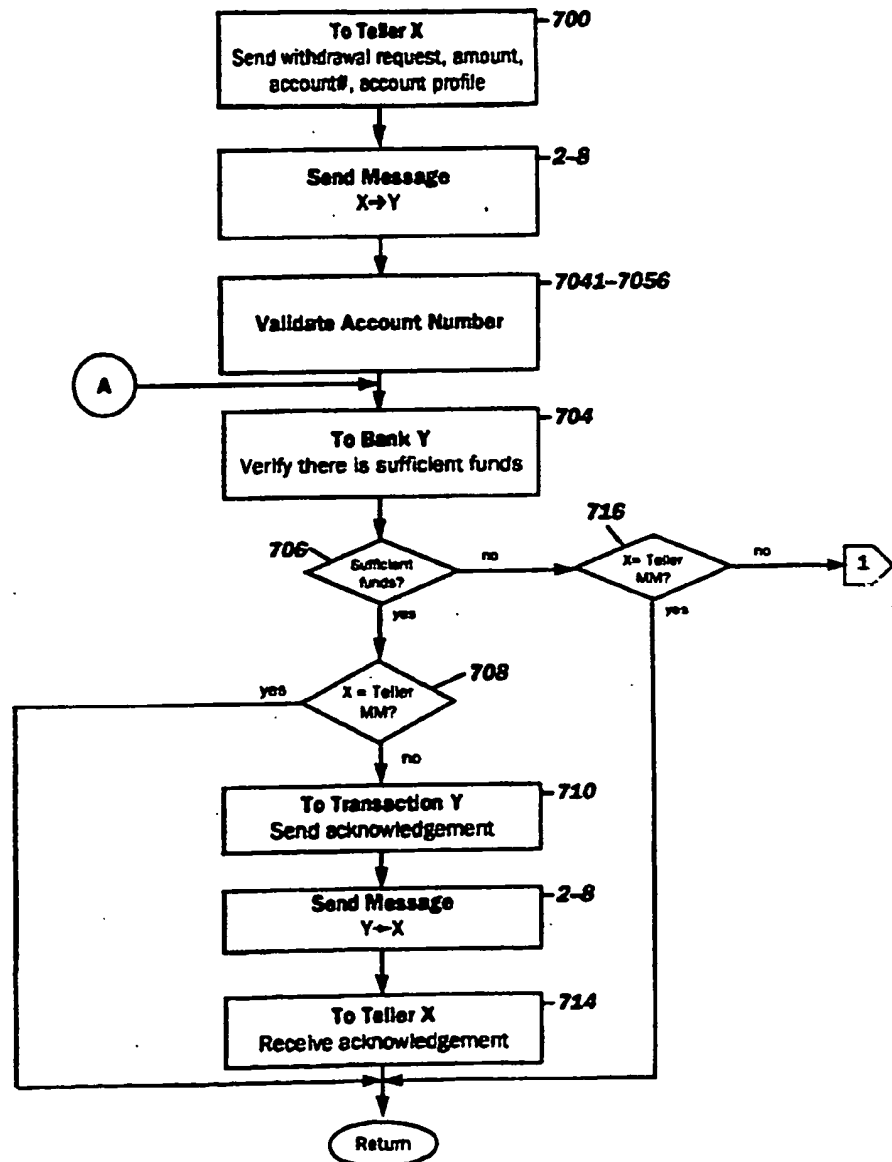 To Teller X
Send withdrawal request, amount,
account#, account profile
700
Send Message
X→Y
2-8
Validate Account Number
7041-7056
A
To Bank Y
Verify there is sufficient funds
704
706
Sufficient
funds?
no
716
X= Teller
MM?
no
1
yes
yes
yes
X = Teller
MM?
708
no
To Transaction Y
Send acknowledgement
710
Send Message
Y←X
2-8
To Teller X
Receive acknowledgement
714
Return